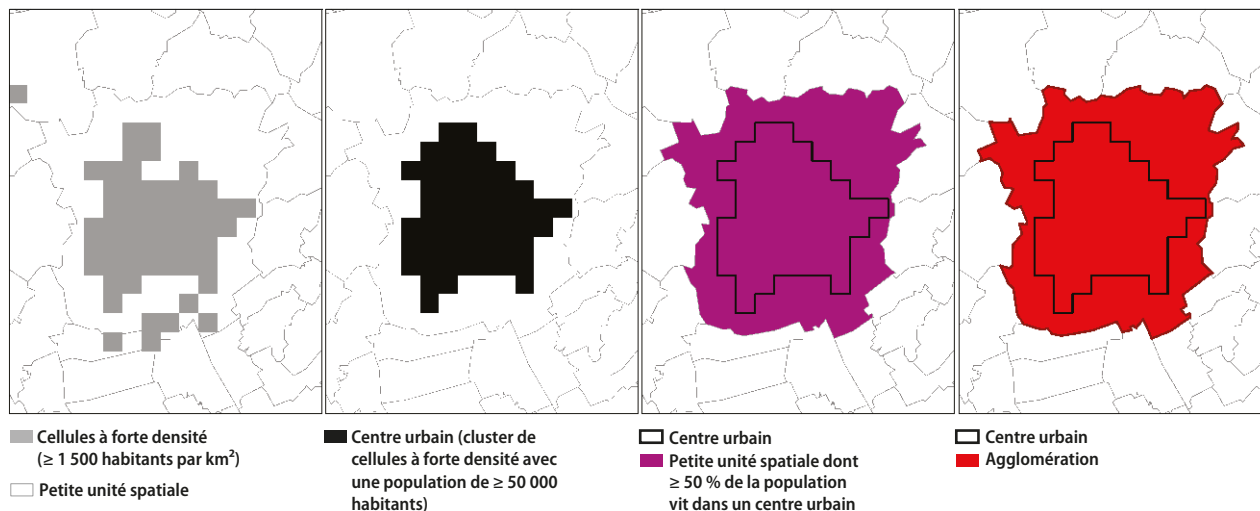 Cellules à forte densité
(≥ 1 500 habitants par km²)
Petite unité spatiale
Centre urbain (cluster de
cellules à forte densité avec
une population de ≥ 50 000
habitants)
Centre urbain
Petite unité spatiale dont
≥ 50 % de la population
vit dans un centre urbain
Centre urbain
Agglomération